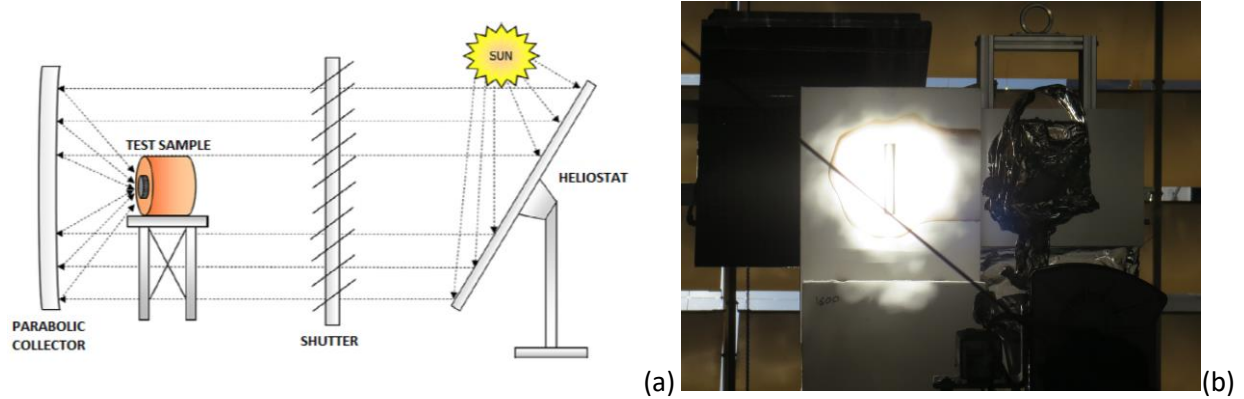 SUN
TEST SAMPLE
HELIOSTAT
PARABOLIC
COLLECTOR
SHUTTER
(a)
1600
(b)